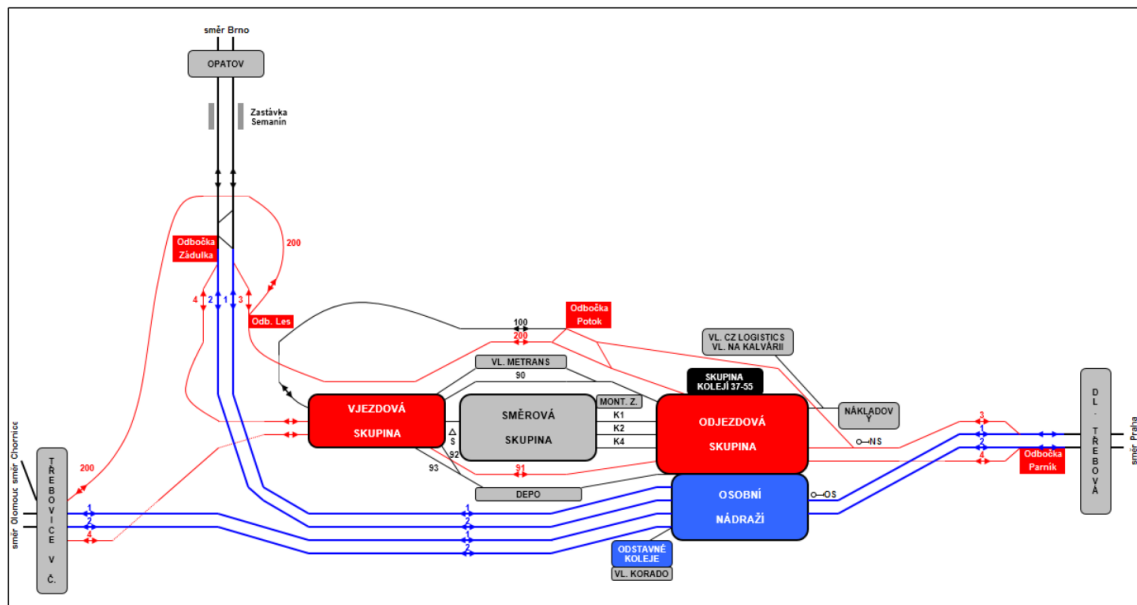 směr Brno
OPATOV
Zastávka
Semanín
Odbočka
Zádulka
200
4
2
1
3
Odb. Les
100
200
Odbočka
Potok
VL. CZ LOGISTICS
VL. NA KALVÁRII
VL. METRANS
90
SKUPINA
KOLEJÍ 37-55
VJEZDOVÁ
SKUPINA
SMĚROVÁ
SKUPINA
MONT. Z.
K1
K2
K4
ODJEZDOVÁ
SKUPINA
NÁKLADOV
Ý
NS
3
1
2
4
Odbočka
Parník
DL - TŘEBOVÁ
směr Praha
S
92
93
91
DEPO
OSOBNÍ
NÁDRAŽÍ
OS
ODSTAVNÉ
KOLEJE
VL. KORADO
směr Chornice
směr Olomouc
TŘEBOVICE V Č.
200
1
2
4
1
2
1
2